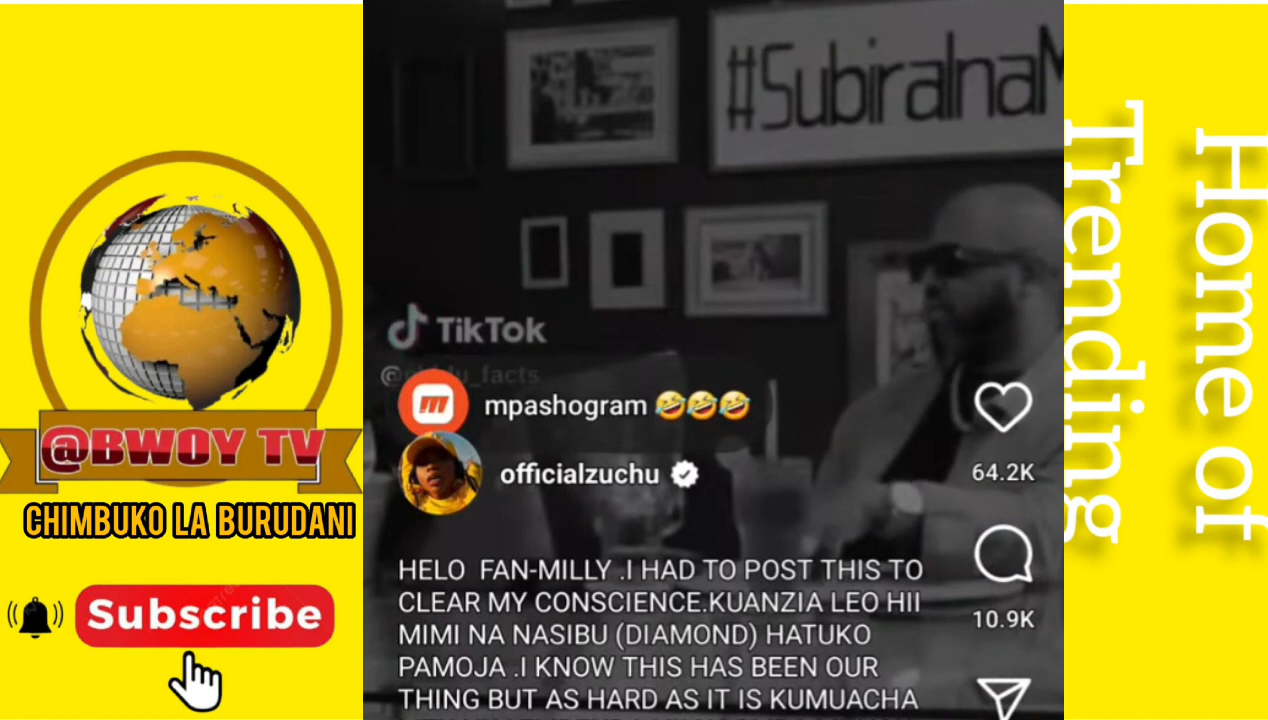 @BWOY TV
CHIMBUKO LA BURUDANI
Subscribe
#SubiraInaM
TikTok
mpashogram 🤣🤣🤣
officialzuchu
HELO FAN-MILLY .I HAD TO POST THIS TO
CLEAR MY CONSCIENCE.KUANZIA LEO HII
MIMI NA NASIBU (DIAMOND) HATUKO
PAMOJA .I KNOW THIS HAS BEEN OUR
THING BUT AS HARD AS IT IS KUMUACHA
64.2K
10.9K
Home of
Trending